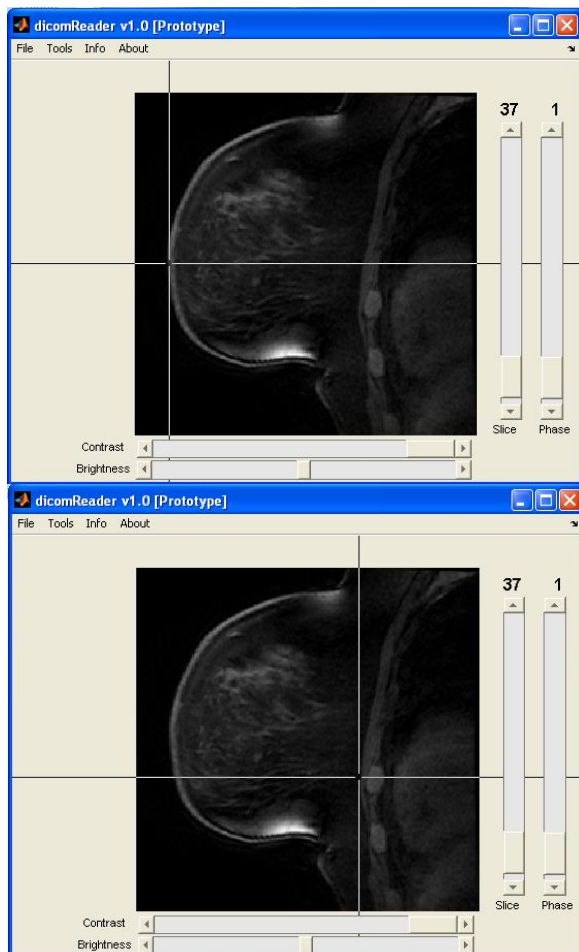 dicomReader v1.0 [Prototype]
File Tools Info About
37 1
Slice Phase
Contrast
Brightness
dicomReader v1.0 [Prototype]
File Tools Info About
37 1
Slice Phase
Contrast
Brightness